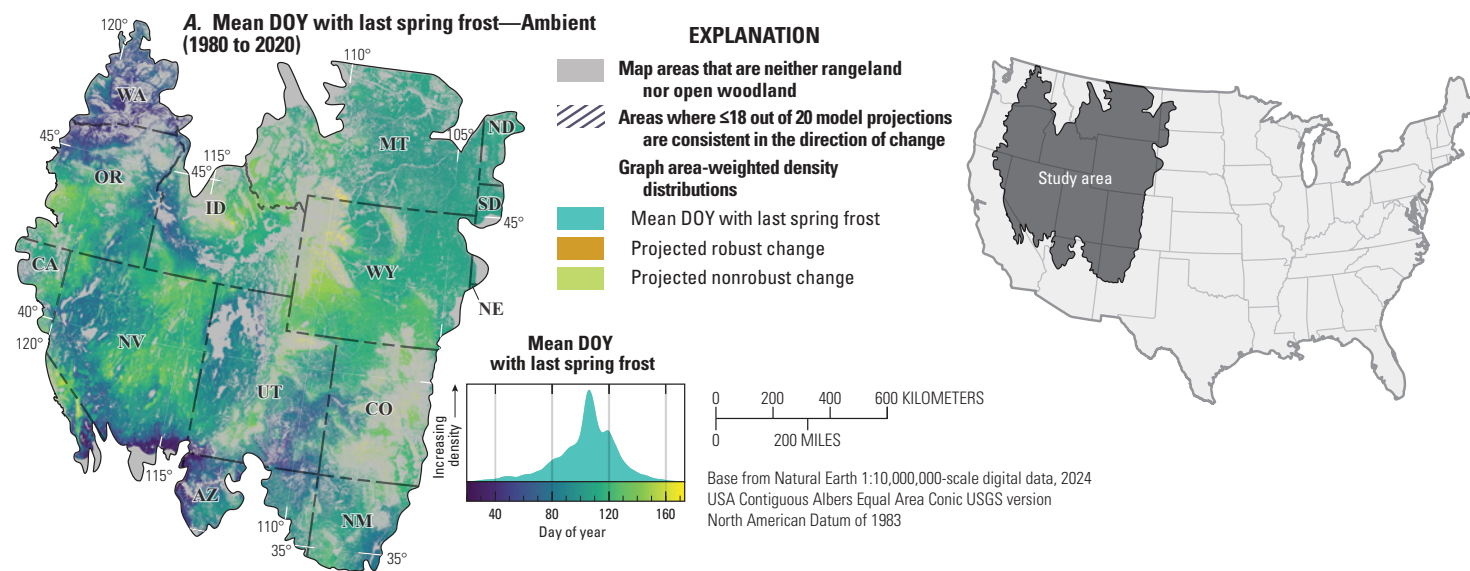 A. Mean DOY with last spring frost—Ambient
(1980 to 2020)
120°
110°
WA
45°
OR
115°
45°
ID
MT
105°
ND
SD
45°
CA
40°
120°
NV
WY
NE
UT
CO
115°
AZ
110°
35°
NM
35°
EXPLANATION
Map areas that are neither rangeland
nor open woodland
Areas where ≤18 out of 20 model projections
are consistent in the direction of change
Graph area-weighted density
distributions
Mean DOY with last spring frost
Projected robust change
Projected nonrobust change
Mean DOY
with last spring frost
Increasing
density
40 80 120 160
Day of year
Study area
0 200 400 600 KILOMETERS
0 200 MILES
Base from Natural Earth 1:10,000,000-scale digital data, 2024
USA Contiguous Albers Equal Area Conic USGS version
North American Datum of 1983